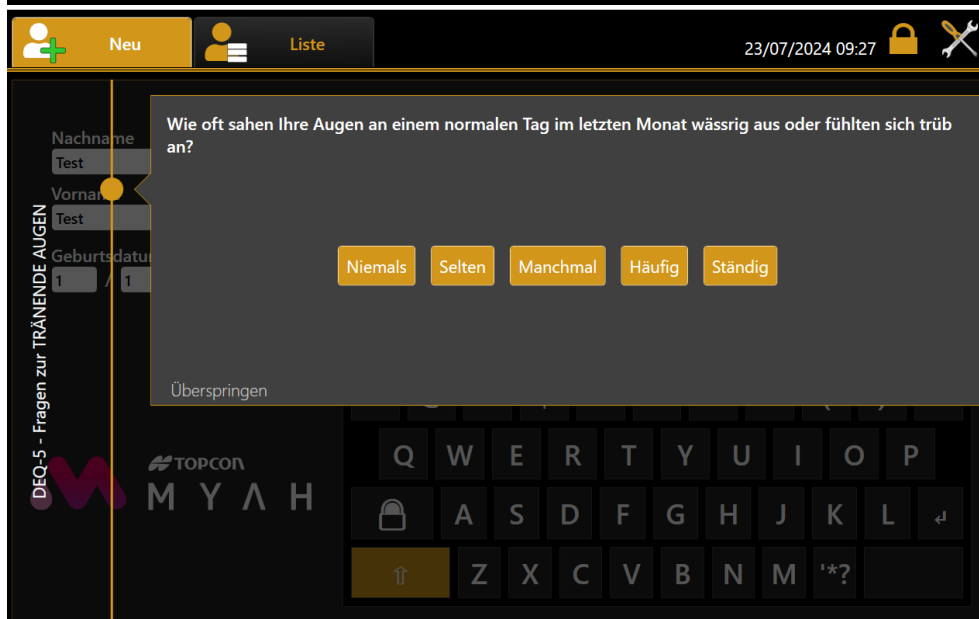 Neu
Liste
23/07/2024 09:27
Wie oft sahen Ihre Augen an einem normalen Tag im letzten Monat wässrig aus oder fühlten sich trüb
an?
Nachname
Test
Test
1 / 1
DEQ-5 - Fragen zur TRÄNENDE AUGEN
Niemals Selten Manchmal Häufig Ständig
Überspringen
TOPCON
MYAH
Q W E R T Y U I O P
A S D F G H J K L
Z X C V B N M '*?